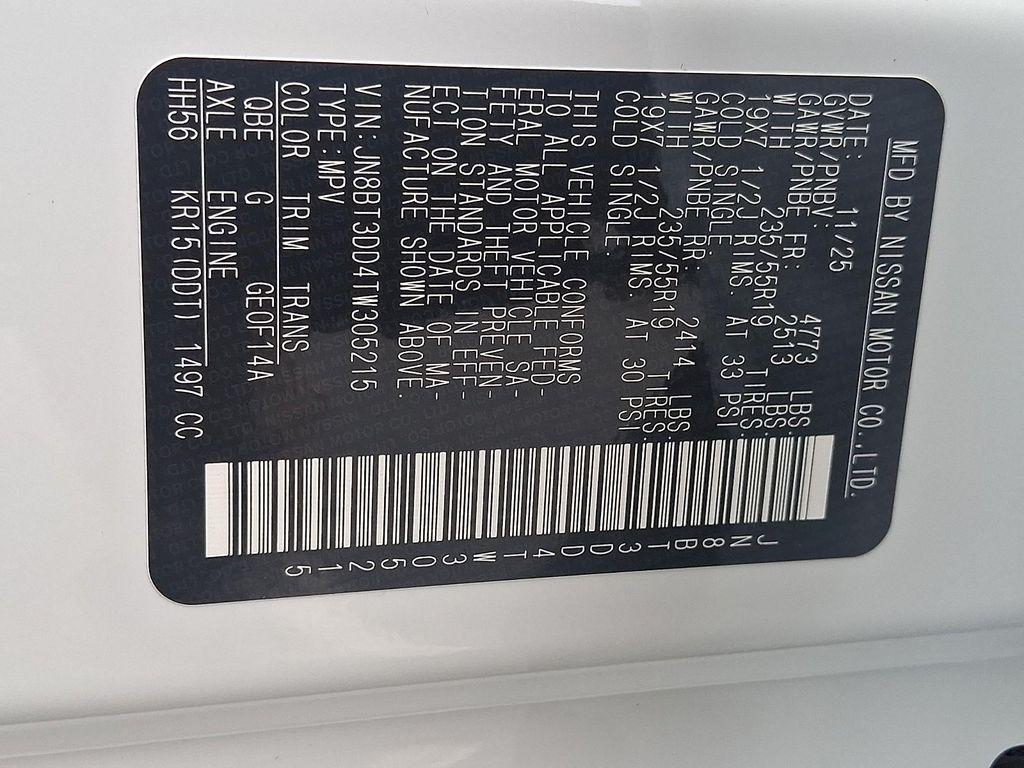 MFD BY NISSAN MOTOR CO.,LTD.
DATE: 11/25
GVWR/PNBV: 4773 LBS.
GAWR/PNBE FR: 2513 LBS.
WITH 235/55R19 TIRES.
19X7 1/2J RIMS. AT 33 PSI
COLD SINGLE.
GAWR/PNBE RR: 2414 LBS.
WITH 235/55R19 TIRES.
19X7 1/2J RIMS. AT 30 PSI
COLD SINGLE.
THIS VEHICLE CONFORMS
TO ALL APPLICABLE FED-
ERAL MOTOR VEHICLE SA-
FETY AND THEFT PREVEN-
TION STANDARDS IN EFF-
ECT ON THE DATE OF MA-
NUFACTURE SHOWN ABOVE.
VIN:JN8BT3DD4TW305215
TYPE:MPV
COLOR TRIM TRANS
QBE G GEOF14A
AXLE ENGINE
HH56 KR15(DDT) 1497 CC
JN8BT3DD4TW305215